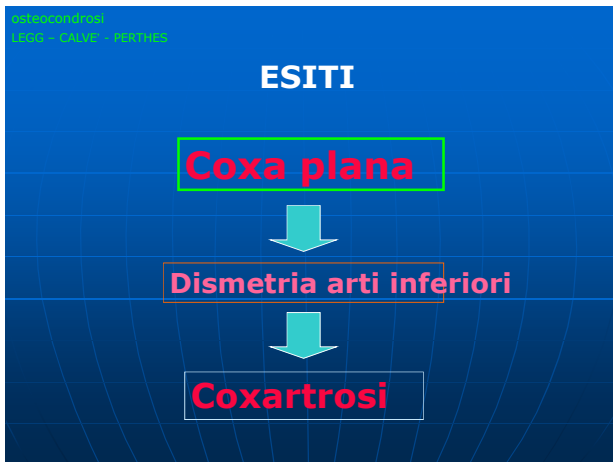 osteocondrosi
LEGG – CALVE' - PERTHES
ESITI
Coxa plana
Dismetria arti inferiori
Coxartrosi